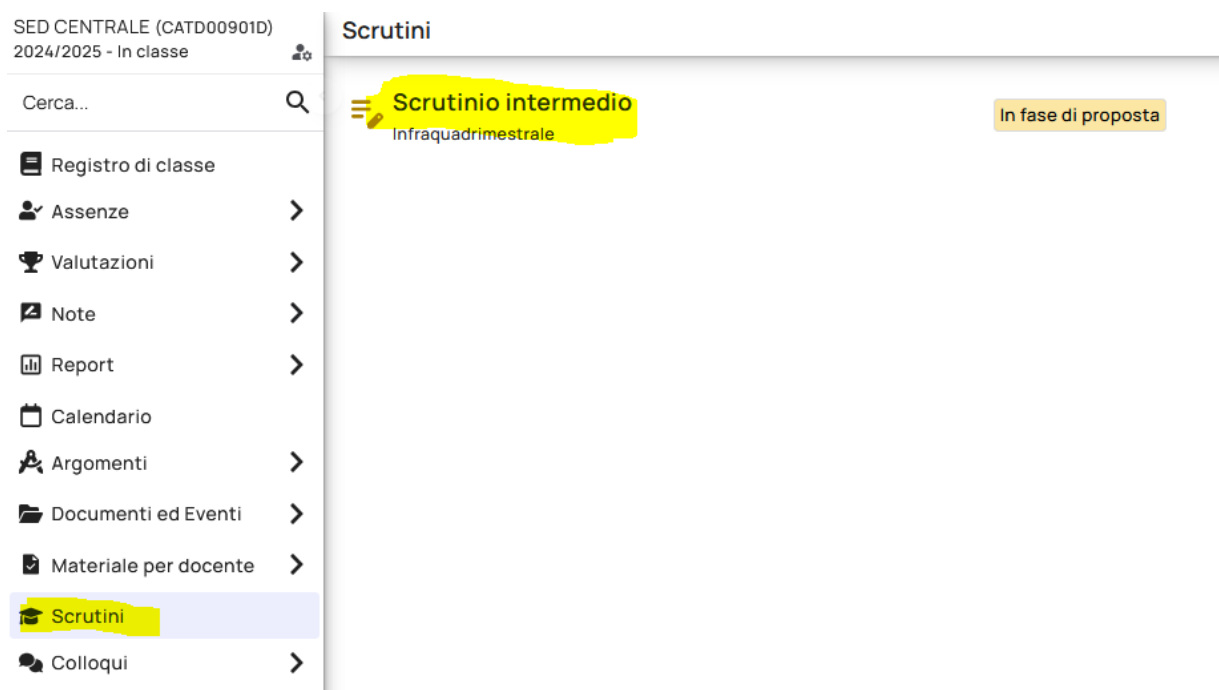 SED CENTRALE (CATD00901D)
2024/2025 - In classe
Cerca...
Registro di classe
Assenze
Valutazioni
Note
Report
Calendario
Argomenti
Documenti ed Eventi
Materiale per docente
Scrutini
Colloqui
Scrutini
Scrutinio intermedio
Infraquadrimestrale
In fase di proposta